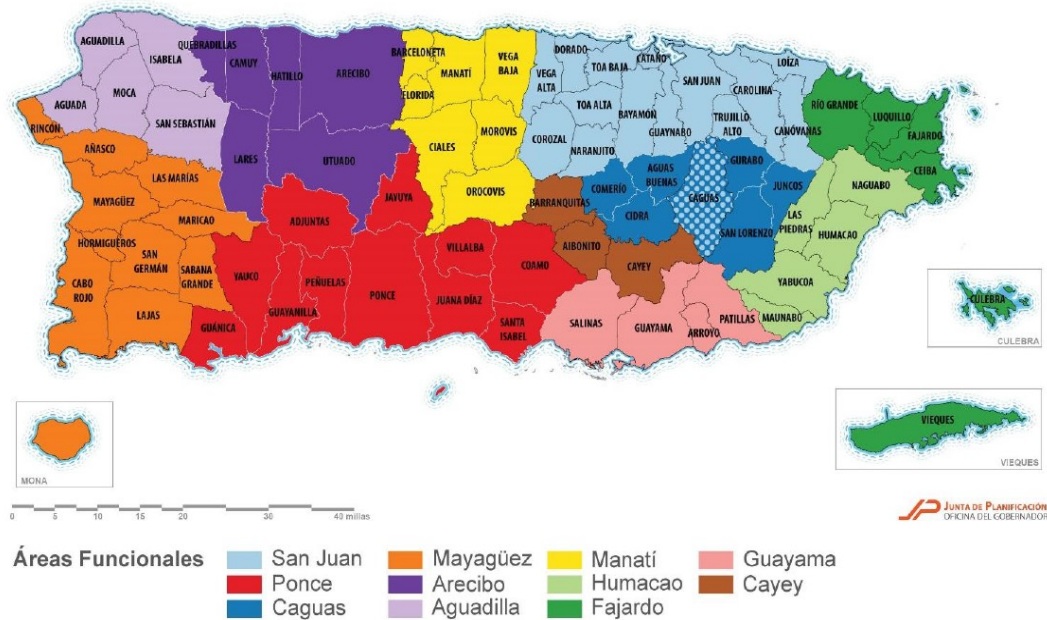 AGUADILLA
ISABELA
QUEBRADILLAS
CAMUY
HATILLO
ARECIBO
BARCELONETA
MANATÍ
VEGA
BAJA
VEGA
ALTA
DORADO
TOA BAJA
CATAÑO
SAN JUAN
CAROLINA
LOÍZA
AGUADA
MOCA
SAN SEBASTIÁN
FLORIDA
TOA ALTA
BAYAMÓN
GUAYNABO
TRUJILLO
ALTO
CANÓVANAS
RÍO GRANDE
LUQUILLO
FAJARDO
CEIBA
RINCÓN
AÑASCO
LARES
UTUADO
CIALES
MOROVIS
COROZAL
NARANJITO
LAS MARÍAS
MAYAGÜEZ
MARICAO
ADJUNTAS
JAYUYA
OROCOVIS
BARRANQUITAS
COMERÍO
AGUAS
BUENAS
CIDRA
CAGUAS
GURABO
JUNCOS
SAN LORENZO
LAS
PIEDRAS
NAGUABO
HUMACAO
HORMIGUEROS
SAN
GERMÁN
SABANA
GRANDE
CABO
ROJO
LAJAS
YAUCO
GUÁNICA
GUAYANILLA
PEÑUELAS
PONCE
VILLALBA
JUANA DÍAZ
COAMO
SANTA
ISABEL
AIBONITO
CAYEY
SALINAS
GUAYAMA
ARROYO
PATILLAS
MAUNABO
YABUCOA
CULEBRA
CULEBRA
VIEQUES
VIEQUES
MONA
0 5 10 15 20 30 40 millas
JP JUNTA DE PLANIFICACIÓN
OFICINA DEL GOBERNADOR
Áreas Funcionales
San Juan
Ponce
Caguas
Mayagüez
Arecibo
Aguadilla
Manatí
Humacao
Fajardo
Guayama
Cayey